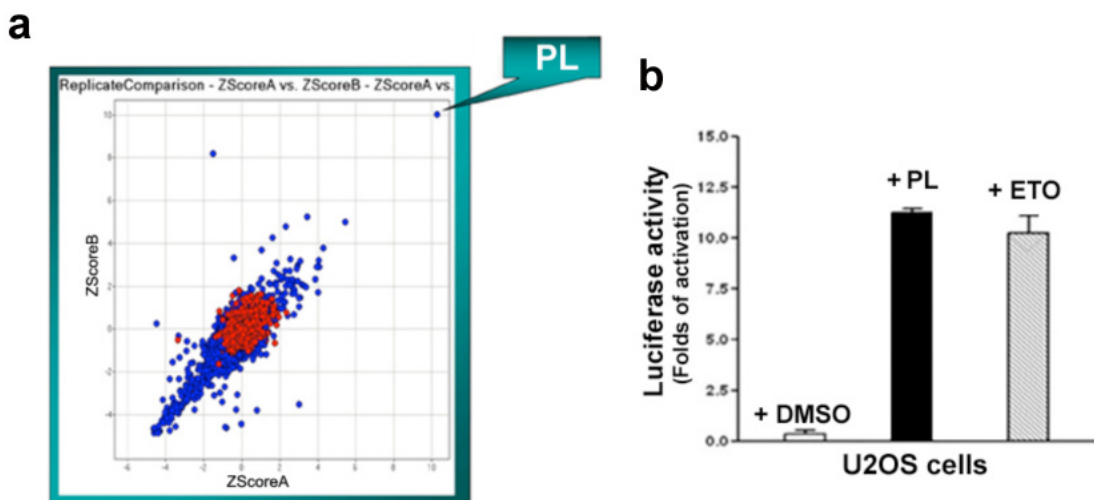 a
PL
ReplicateComparison - ZScoreA vs. ZScoreB - ZScoreA vs.
10
8
6
4
2
0
-2
-4
ZScoreB
-6 -4 -2 0 2 4 6 8 10
ZScoreA
b
15.0
12.5
10.0
7.5
5.0
2.5
0.0
Luciferase activity
(Folds of activation)
+ DMSO
+ PL
+ ETO
U2OS cells